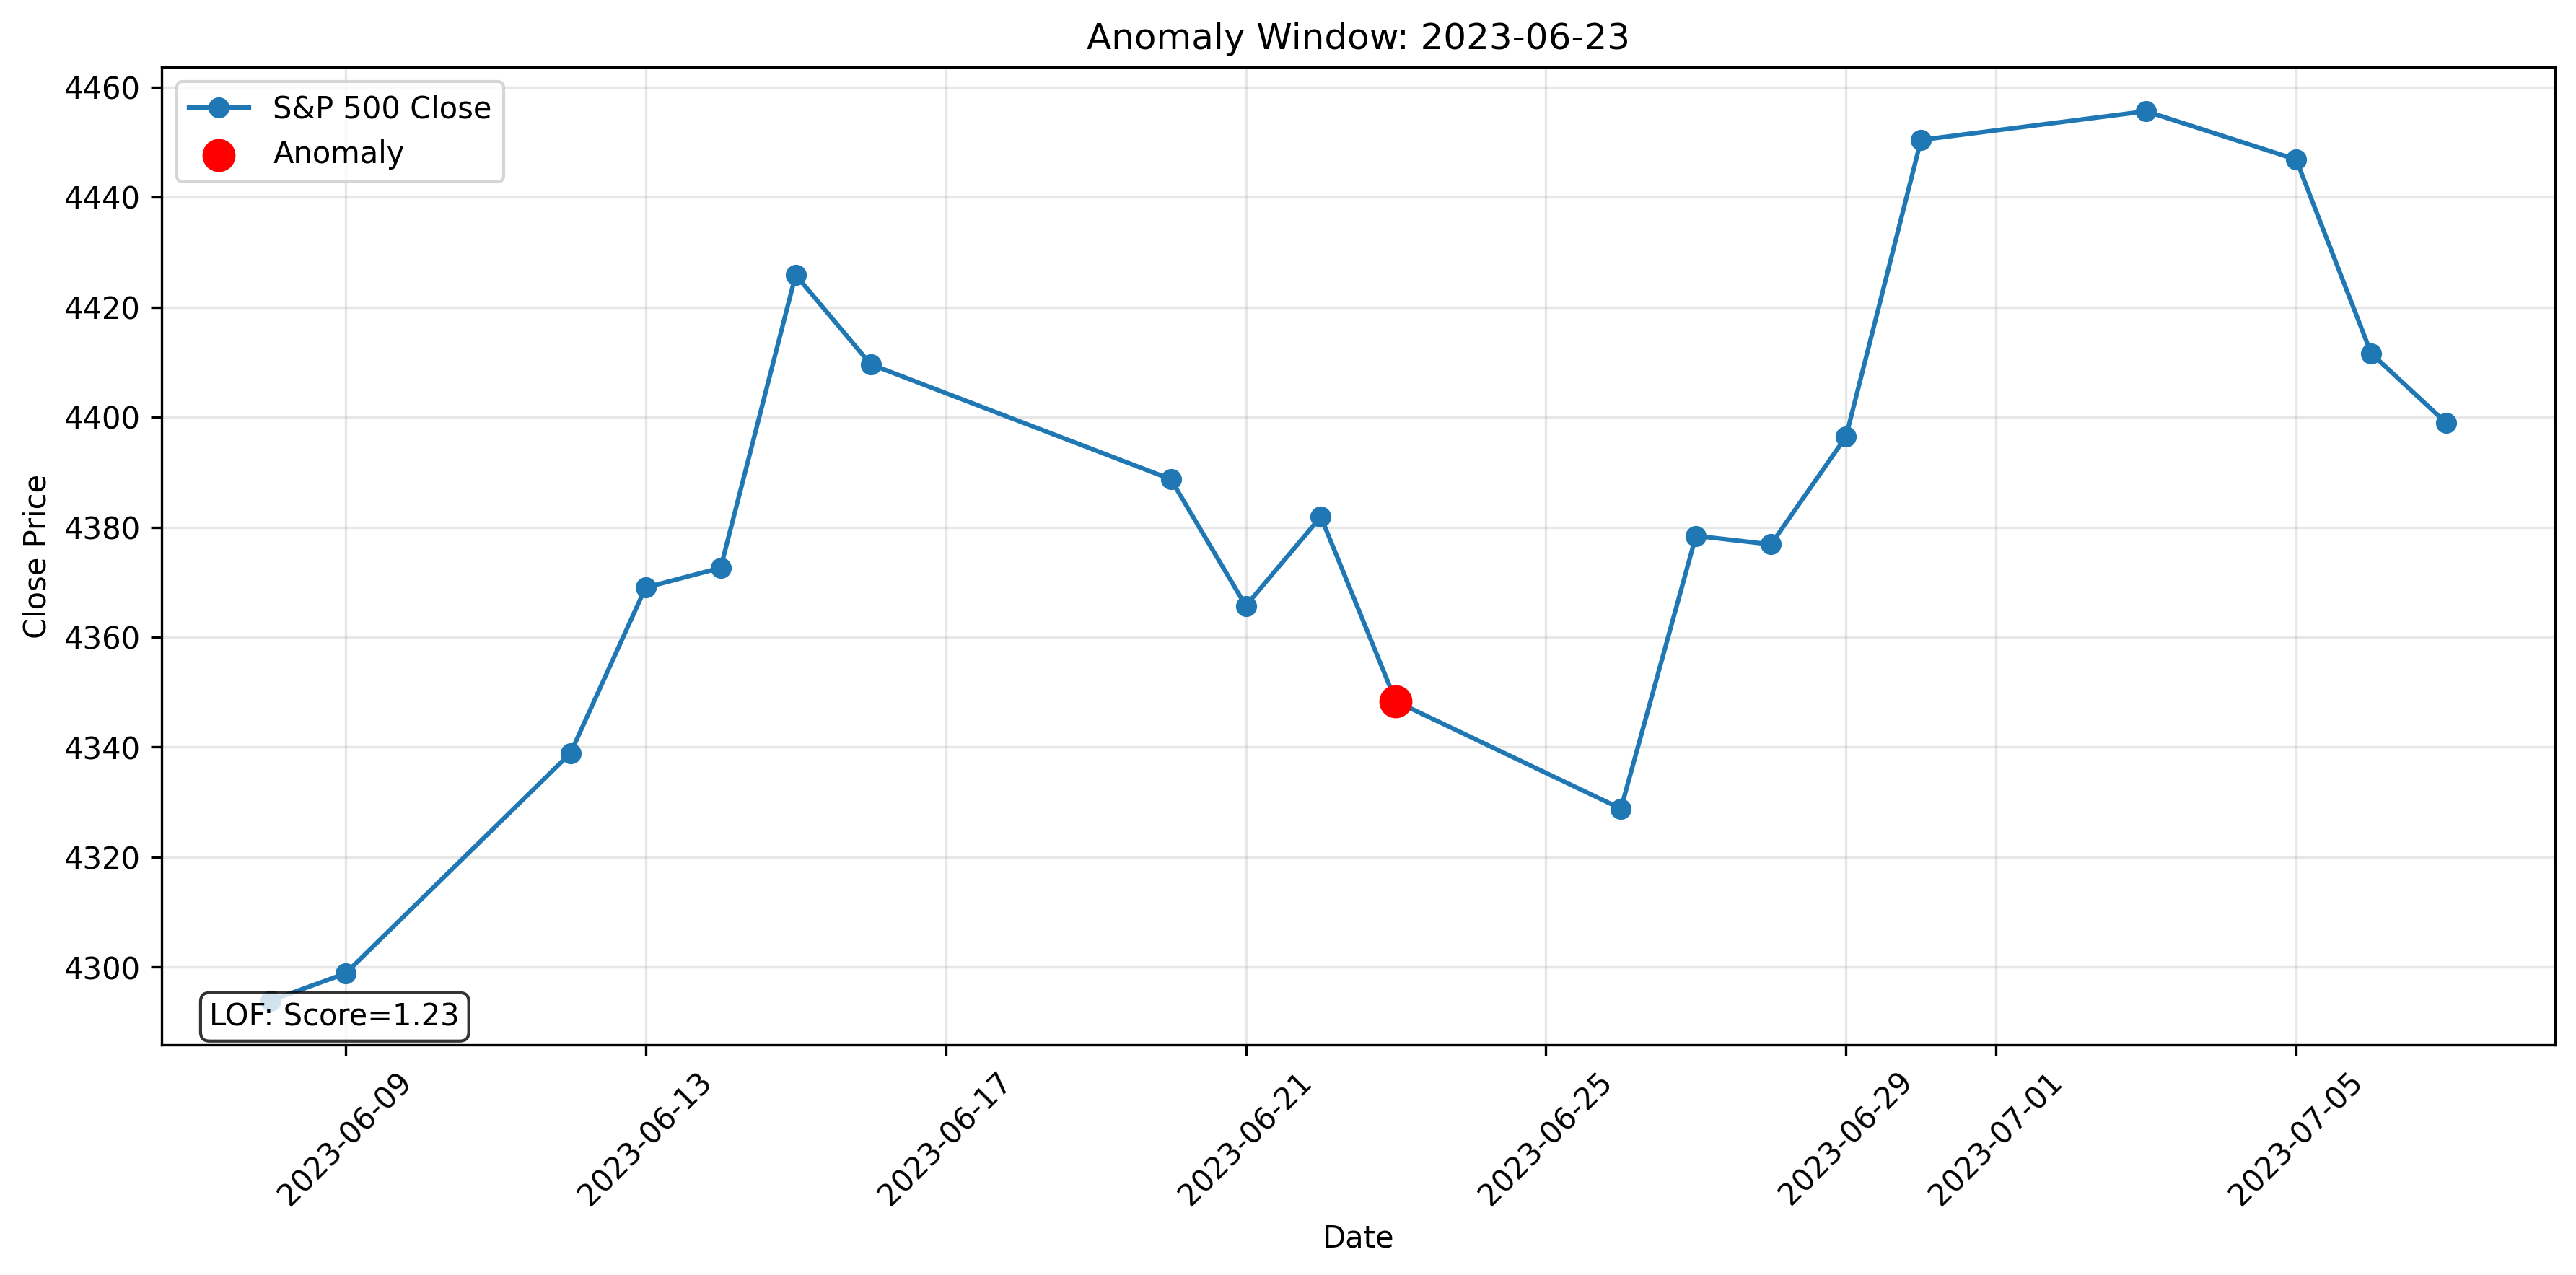 Anomaly Window: 2023-06-23
S&P 500 Close
Anomaly
Close Price
4460
4440
4420
4400
4380
4360
4340
4320
4300
LOF: Score=1.23
2023-06-09
2023-06-13
2023-06-17
2023-06-21
2023-06-25
2023-06-29
2023-07-01
2023-07-05
Date